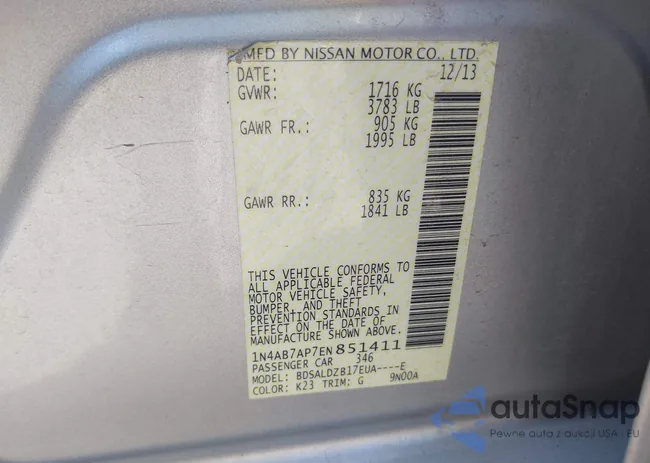 MFD BY NISSAN MOTOR CO., LTD.
DATE: 12/13
GVWR: 1716 KG
3783 LB
GAWR FR.: 905 KG
1995 LB
GAWR RR.: 835 KG
1841 LB
THIS VEHICLE CONFORMS TO
ALL APPLICABLE FEDERAL
MOTOR VEHICLE SAFETY,
BUMPER, AND THEFT
PREVENTION STANDARDS IN
EFFECT ON THE DATE OF
MANUFACTURE SHOWN ABOVE.
1N4AB7AP7EN851411
PASSENGER CAR 346
MODEL: BDSALDZB17EUA----E
COLOR: K23 TRIM: G 9N00A
autaSnap
Pewne auta z aukcji USA i EU